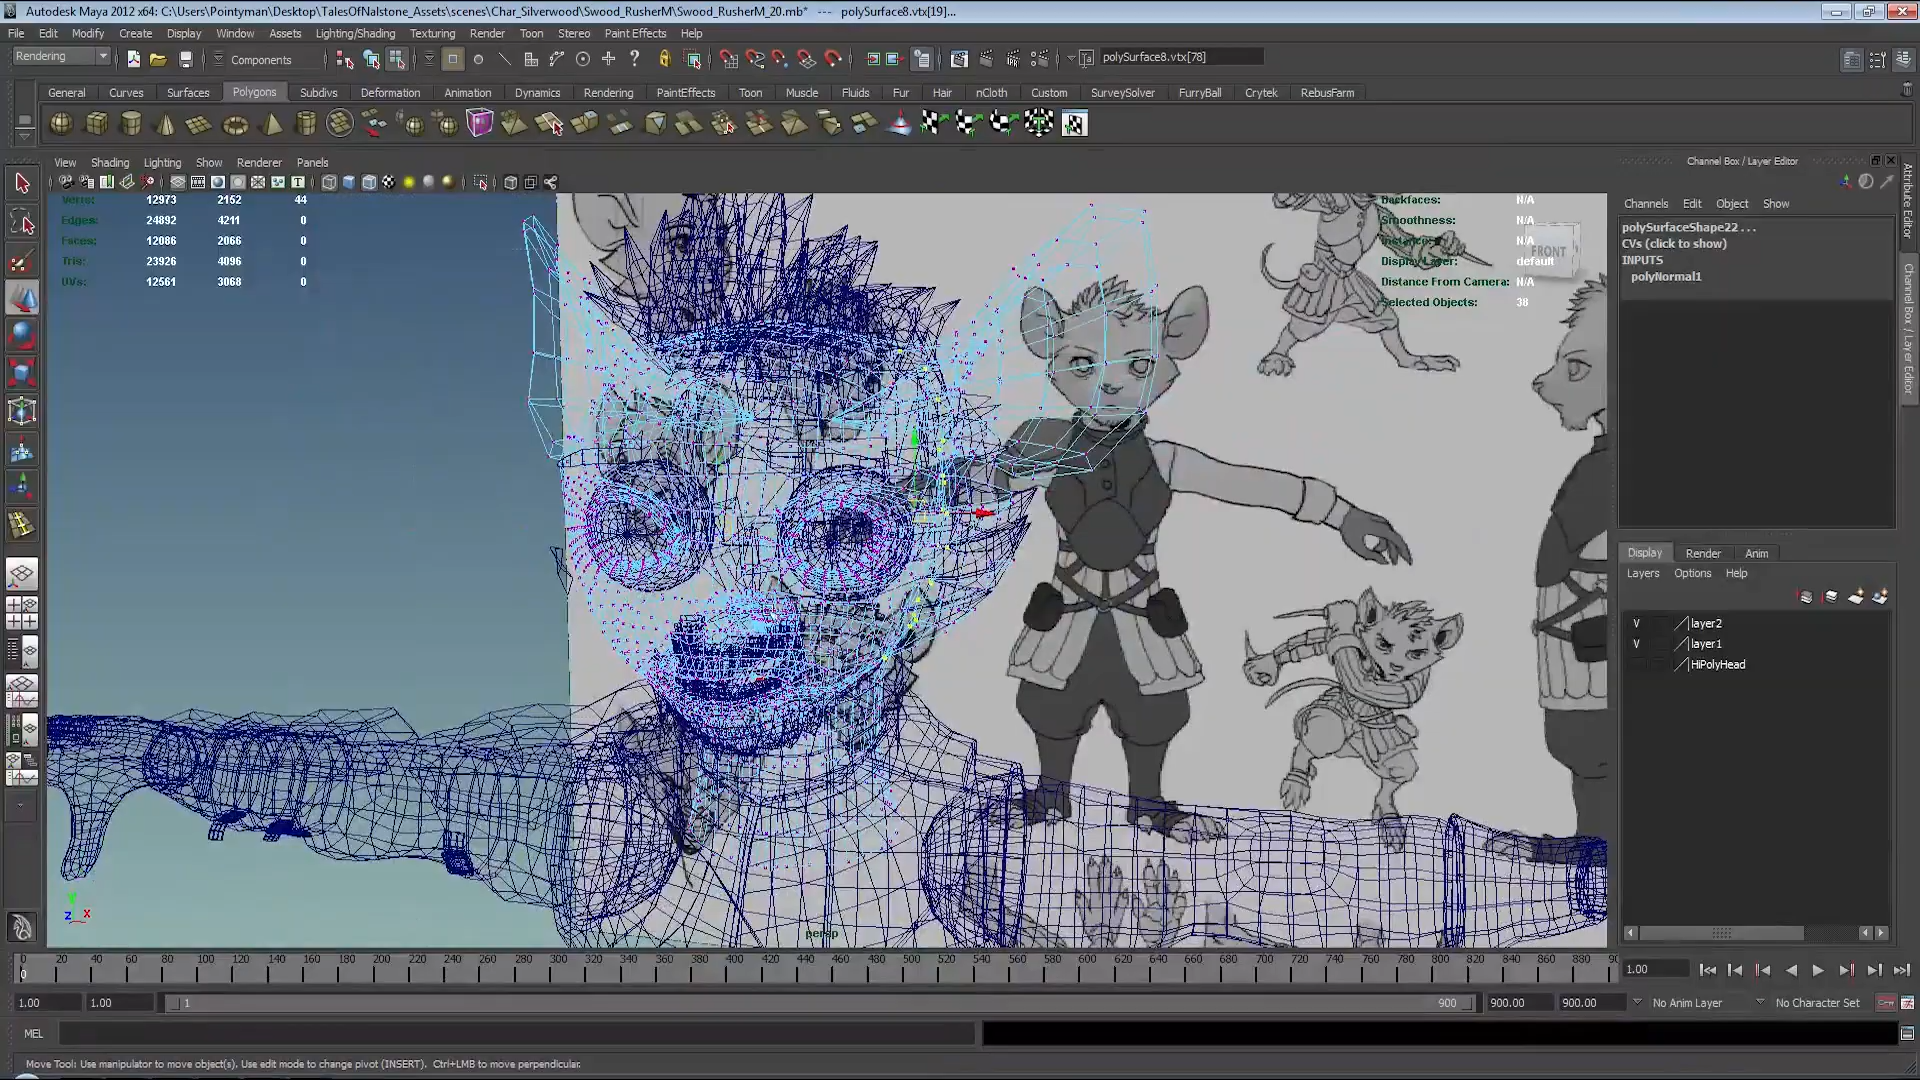 Autodesk Maya 2012 x64: C:\Users\Pointyman\Desktop\TalesOfNalstone_Assets\scenes\Char_Silverwood\Swood_RusherM\Swood_RusherM_20.mb* --- polySurface8.vtx[19]...
File Edit Modify Create Display Window Assets Lighting/Shading Texturing Render Toon Stereo Paint Effects Help
Rendering Components polySurface8.vtx[78]
General Curves Surfaces Polygons Subdivs Deformation Animation Dynamics Rendering PaintEffects Toon Muscle Fluids Fur Hair nCloth Custom SurveySolver FurryBall Crytek RebusFarm
View Shading Lighting Show Renderer Panels
Channel Box / Layer Editor
Verts: 12973 2152 44
Edges: 24892 4211 0
Faces: 12086 2066 0
Tris: 23926 4096 0
UVs: 12561 3068 0
Backfaces: N/A
Smoothness: N/A
Instance: N/A
Display Layer: default
Distance From Camera: N/A
Selected Objects: 38
FRONT
Channels Edit Object Show
polySurfaceShape22 . . .
CVs (click to show)
INPUTS
polyNormal1
Attribute Editor
Channel Box / Layer Editor
Display Render Anim
Layers Options Help
V layer2
V layer1
HiPolyHead
Y
Z X
persp
0 20 40 60 80 100 120 140 160 180 200 220 240 260 280 300 320 340 360 380 400 420 440 460 480 500 520 540 560 580 600 620 640 660 680 700 720 740 760 780 800 820 840 860 880 90
0
1.00
1.00 1.00 1 900 900.00 900.00 No Anim Layer No Character Set
MEL
Move Tool: Use manipulator to move object(s). Use edit mode to change pivot (INSERT). Ctrl+LMB to move perpendicular.